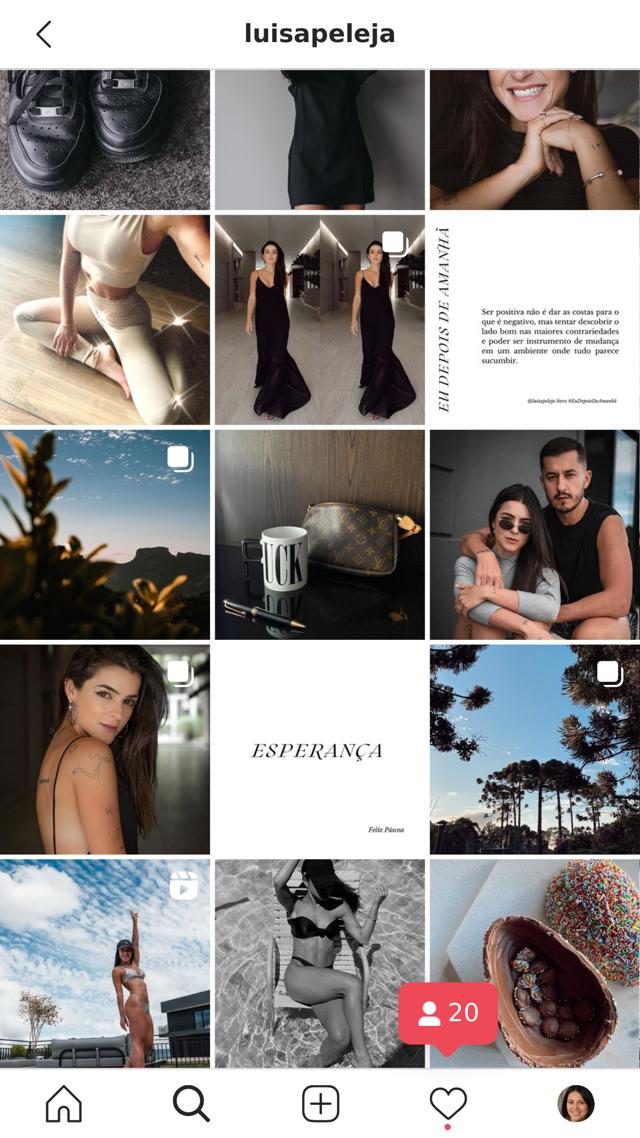 luisapeleja
EU DEPOIS DE AMANHÃ
Ser positiva não é dar as costas para o
que é negativo, mas tentar descobrir o
lado bom nas maiores contrariedades
e poder ser instrumento de mudança
em um ambiente onde tudo parece
sucumbir.
@luisapeleja livro #EuDepoisDeAmanhã
UCK
ESPERANÇA
Feliz Páscoa
20